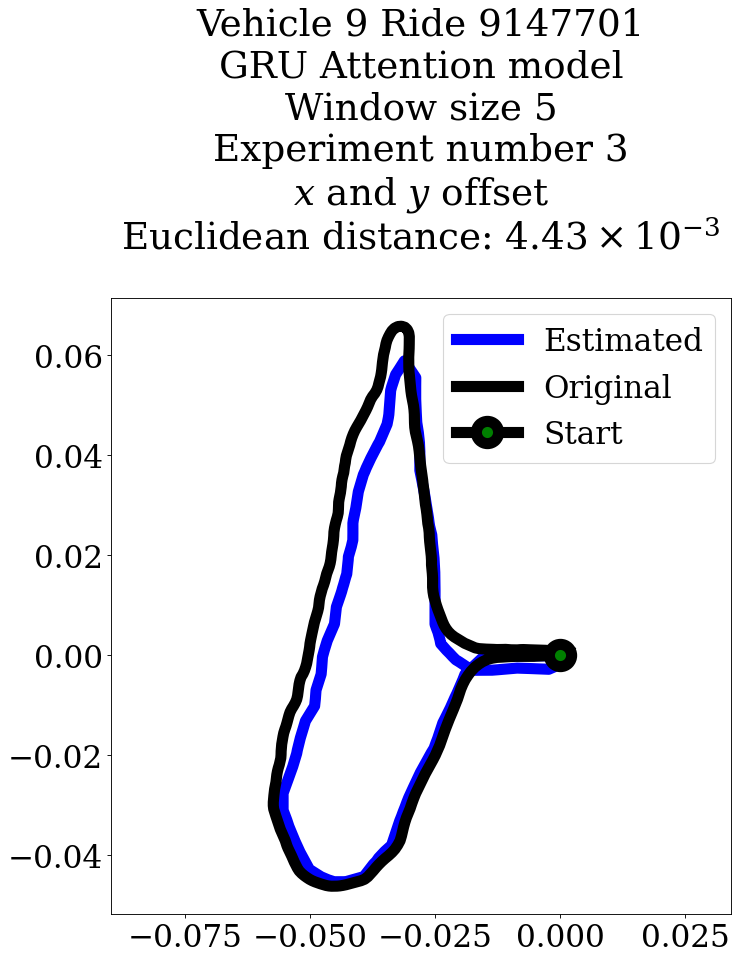 Vehicle 9 Ride 9147701
GRU Attention model
Window size 5
Experiment number 3
x and y offset
Euclidean distance: 4.43 × 10⁻³
Estimated
Original
Start
0.06
0.04
0.02
0.00
−0.02
−0.04
−0.075 −0.050 −0.025 0.000 0.025